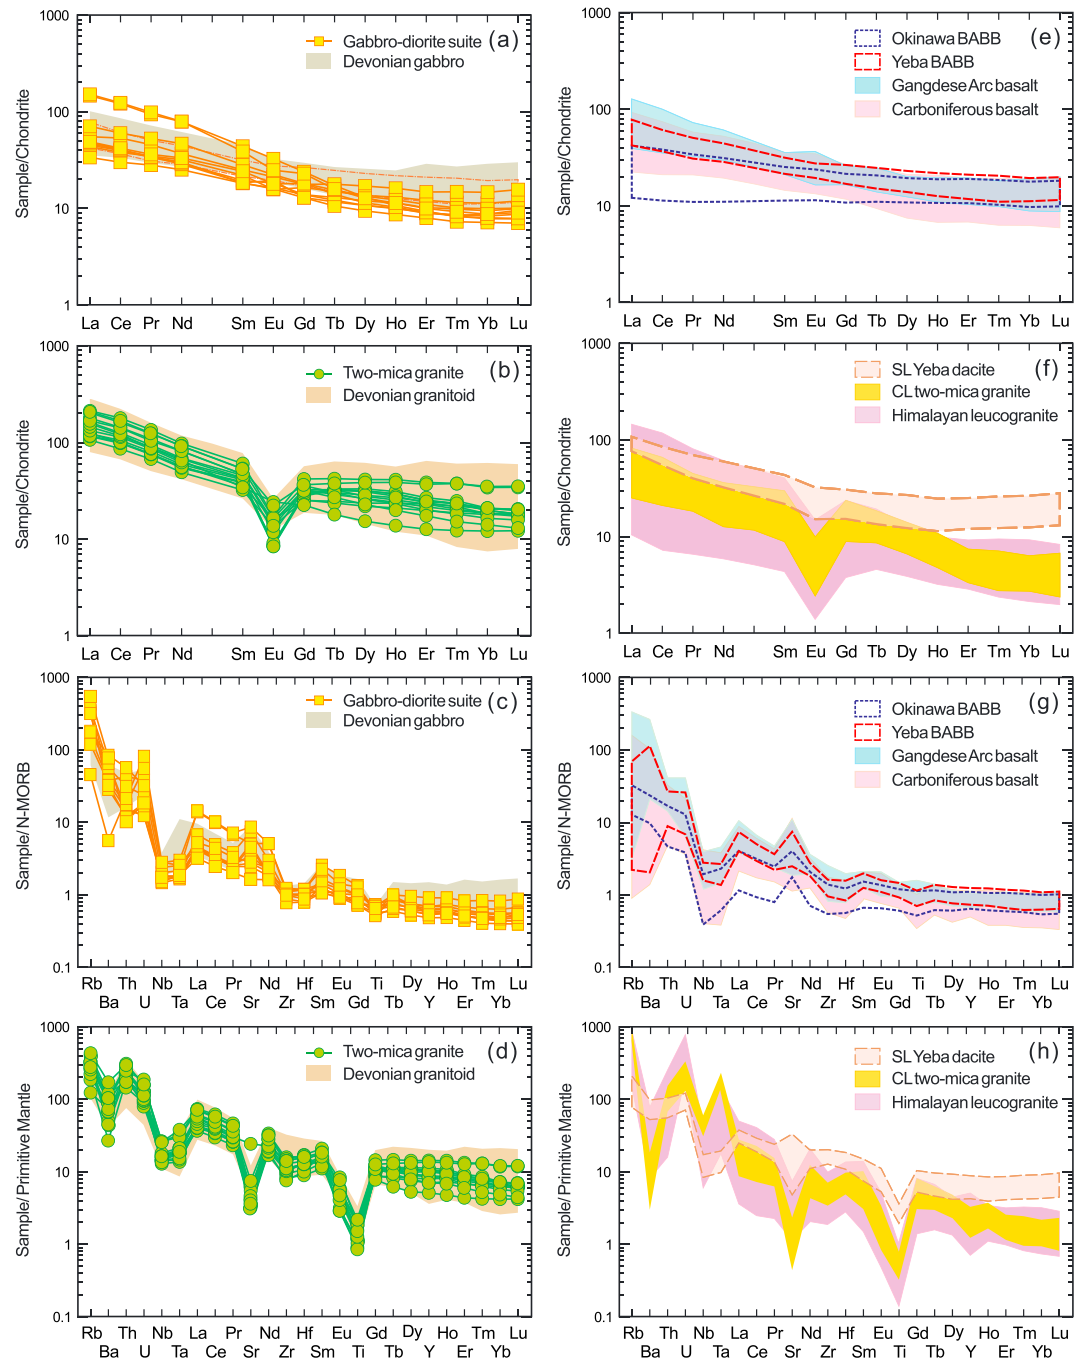 1000
100
10
1
Sample/Chondrite
Gabbro-diorite suite
Devonian gabbro
(a)
La Ce Pr Nd Sm Eu Gd Tb Dy Ho Er Tm Yb Lu
1000
100
10
1
Sample/Chondrite
Okinawa BABB
Yeba BABB
Gangdese Arc basalt
Carboniferous basalt
(e)
La Ce Pr Nd Sm Eu Gd Tb Dy Ho Er Tm Yb Lu
1000
100
10
1
Sample/Chondrite
Two-mica granite
Devonian granitoid
(b)
La Ce Pr Nd Sm Eu Gd Tb Dy Ho Er Tm Yb Lu
1000
100
10
1
Sample/Chondrite
SL Yeba dacite
CL two-mica granite
Himalayan leucogranite
(f)
La Ce Pr Nd Sm Eu Gd Tb Dy Ho Er Tm Yb Lu
1000
100
10
1
0.1
Sample/ N-MORB
Gabbro-diorite suite
Devonian gabbro
(c)
Rb Th Nb La Pr Nd Hf Eu Gd Dy Er Yb
Ba U Ta Ce Sr Zr Sm Ti Tb Y Tm Lu
1000
100
10
1
0.1
Sample/ N-MORB
Okinawa BABB
Yeba BABB
Gangdese Arc basalt
Carboniferous basalt
(g)
Rb Th Nb La Pr Nd Hf Eu Ti Dy Ho Tm Lu
Ba U Ta Ce Sr Zr Sm Gd Tb Y Er Yb
1000
100
10
1
0.1
Sample/ Primitive Mantle
Two-mica granite
Devonian granitoid
(d)
Rb Th Nb La Pr Nd Hf Eu Gd Dy Ho Tm Lu
Ba U Ta Ce Sr Zr Sm Ti Tb Y Er Yb
1000
100
10
1
0.1
Sample/ Primitive Mantle
SL Yeba dacite
CL two-mica granite
Himalayan leucogranite
(h)
Rb Th Nb La Pr Nd Hf Eu Gd Dy Ho Tm Lu
Ba U Ta Ce Sr Zr Sm Ti Tb Y Er Yb